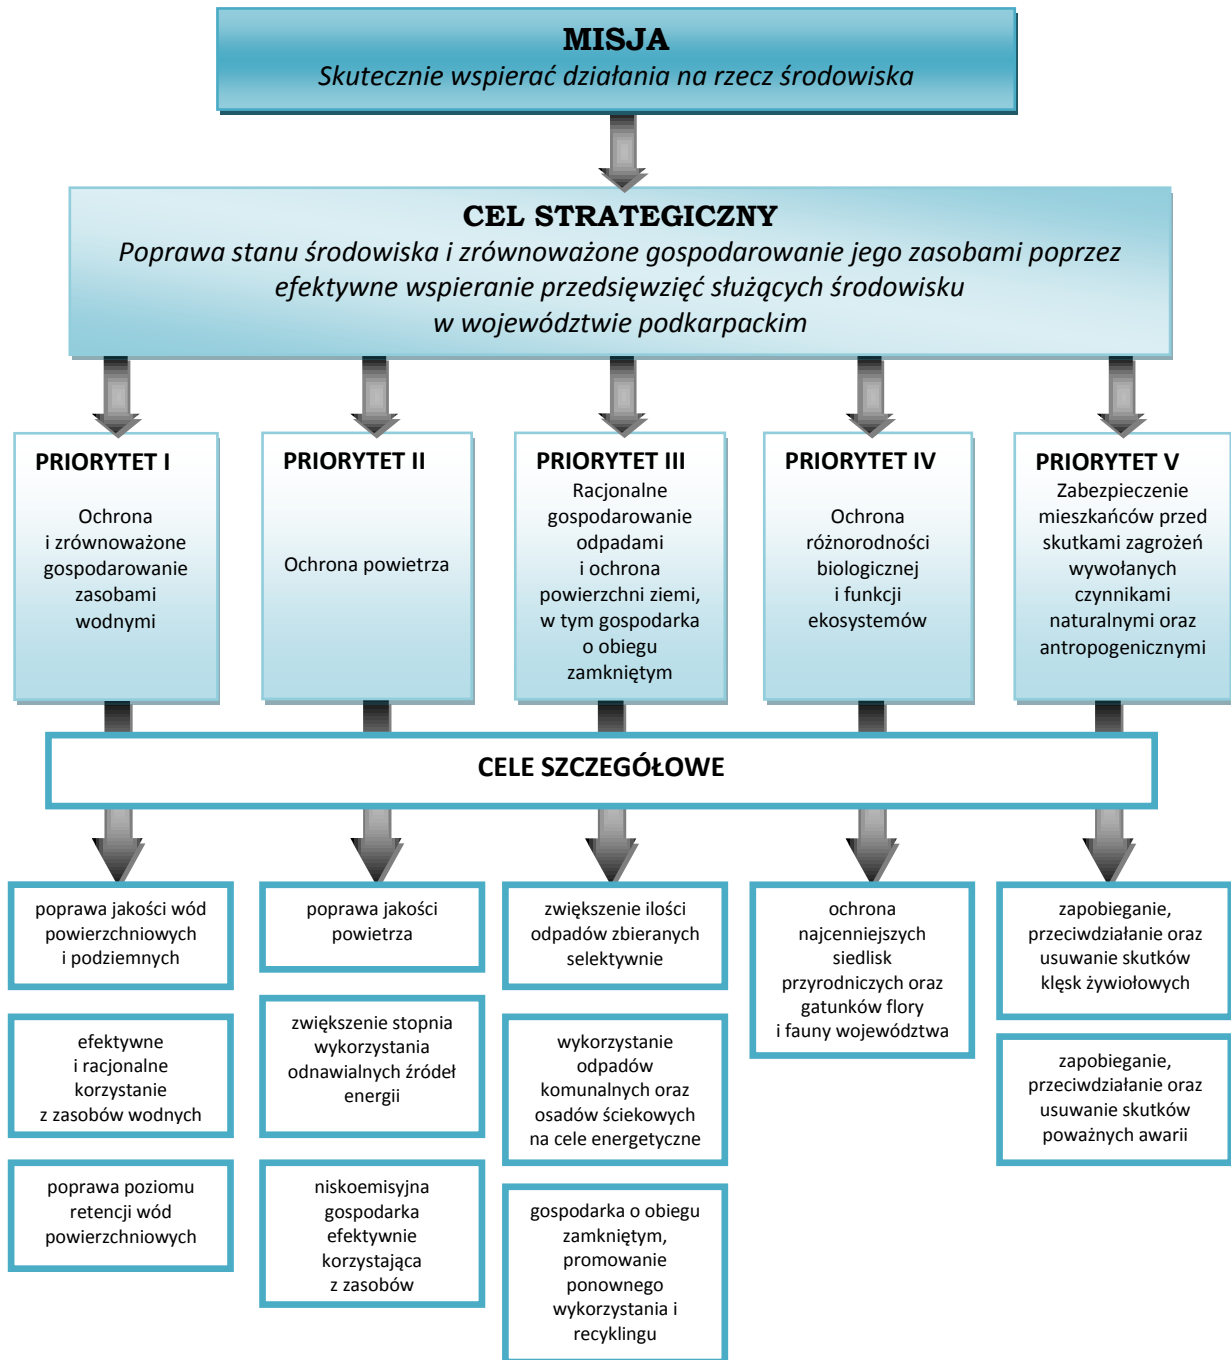 MISJA
Skutecznie wspierać działania na rzecz środowiska
CEL STRATEGICZNY
Poprawa stanu środowiska i zrównoważone gospodarowanie jego zasobami poprzez
efektywne wspieranie przedsięwzięć służących środowisku
w województwie podkarpackim
PRIORYTET I
Ochrona
i zrównoważone
gospodarowanie
zasobami
wodnymi
PRIORYTET II
Ochrona powietrza
PRIORYTET III
Racjonalne
gospodarowanie
odpadami
i ochrona
powierzchni ziemi,
w tym gospodarka
o obiegu
zamkniętym
PRIORYTET IV
Ochrona
różnorodności
biologicznej
i funkcji
ekosystemów
PRIORYTET V
Zabezpieczenie
mieszkańców przed
skutkami zagrożeń
wywołanych
czynnikami
naturalnymi oraz
antropogenicznymi
CELE SZCZEGÓŁOWE
poprawa jakości wód
powierzchniowych
i podziemnych
efektywne
i racjonalne
korzystanie
z zasobów wodnych
poprawa poziomu
retencji wód
powierzchniowych
poprawa jakości
powietrza
zwiększenie stopnia
wykorzystania
odnawialnych źródeł
energii
niskoemisyjna
gospodarka
efektywnie
korzystająca
z zasobów
zwiększenie ilości
odpadów zbieranych
selektywnie
wykorzystanie
odpadów
komunalnych oraz
osadów ściekowych
na cele energetyczne
gospodarka o obiegu
zamkniętym,
promowanie
ponownego
wykorzystania i
recyklingu
ochrona
najcenniejszych
siedlisk
przyrodniczych oraz
gatunków flory
i fauny województwa
zapobieganie,
przeciwdziałanie oraz
usuwanie skutków
klęsk żywiołowych
zapobieganie,
przeciwdziałanie oraz
usuwanie skutków
poważnych awarii